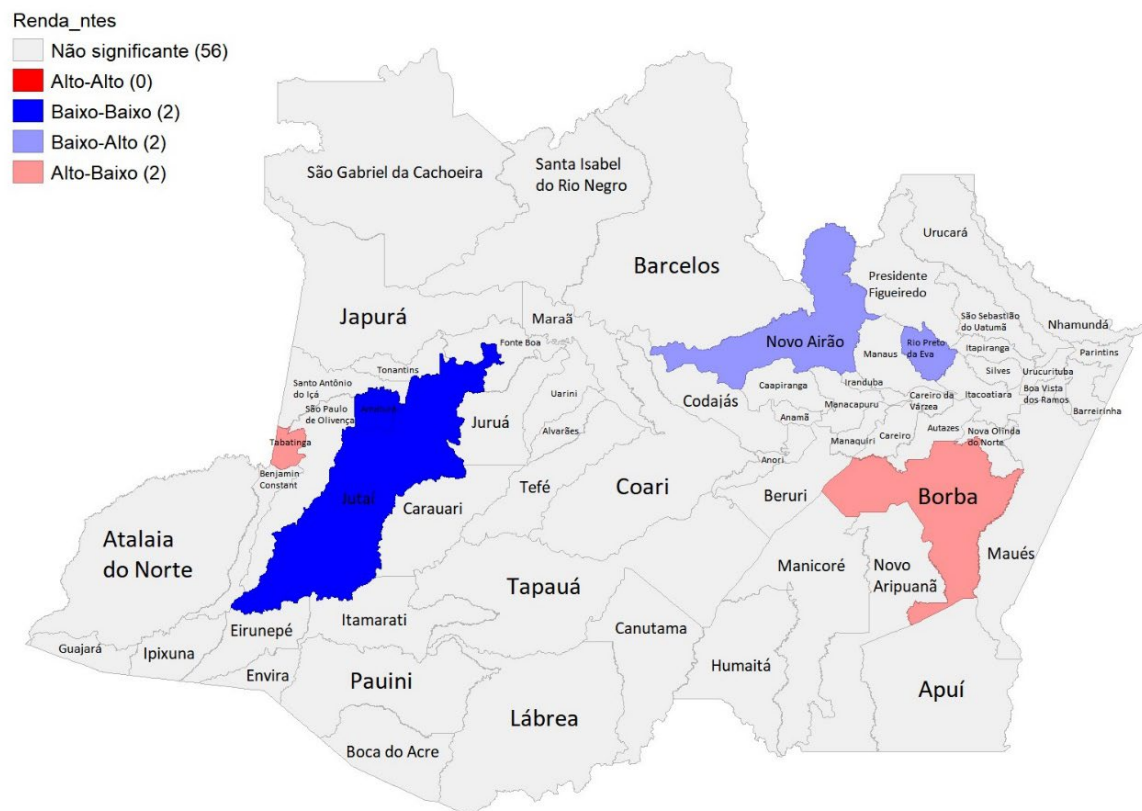 Renda_ntes
Não significante (56)
Alto-Alto (0)
Baixo-Baixo (2)
Baixo-Alto (2)
Alto-Baixo (2)
São Gabriel da Cachoeira
Santa Isabel
do Rio Negro
Urucará
Barcelos
Presidente
Figueiredo
Japurá
Maraã
São Sebastião
do Uatumã
Nhamundá
Fonte Boa
Novo Airão
Manaus
Rio Preto
da Eva
Itapiranga
Parintins
Tonantins
Silves
Urucurituba
Santo Antônio
do Içá
Uarini
Caapiranga
Iranduba
Careiro da
Várzea
Itacoatiara
Boa Vista
dos Ramos
São Paulo
de Olivença
Amaturá
Juruá
Codajás
Anamã
Manacapuru
Barreirinha
Tabatinga
Alvarães
Manaquiri
Careiro
Autazes
Nova Olinda
do Norte
Benjamin
Constant
Anori
Jutaí
Tefé
Coari
Beruri
Borba
Carauari
Atalaia
do Norte
Tapauá
Manicoré
Novo
Aripuanã
Maués
Itamarati
Eirunepé
Canutama
Guajará
Ipixuna
Humaitá
Envira
Pauini
Apuí
Lábrea
Boca do Acre